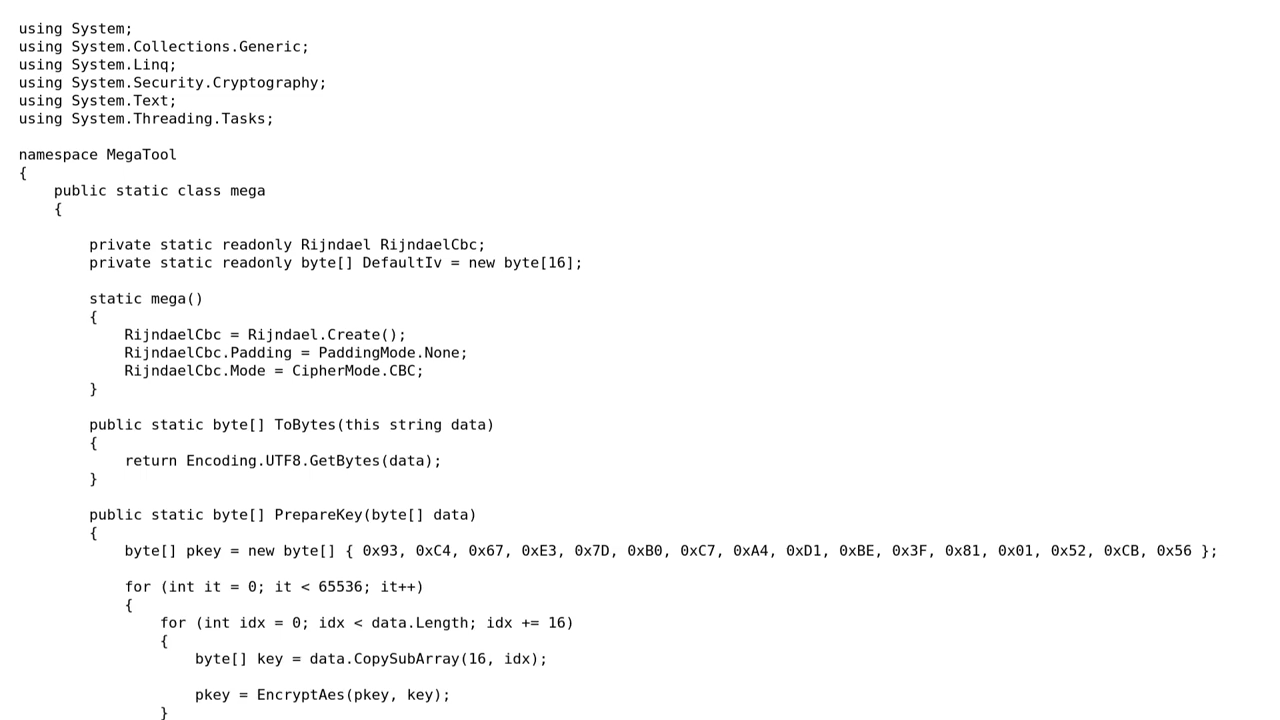 using System;
using System.Collections.Generic;
using System.Linq;
using System.Security.Cryptography;
using System.Text;
using System.Threading.Tasks;

namespace MegaTool
{
    public static class mega
    {

        private static readonly Rijndael RijndaelCbc;
        private static readonly byte[] DefaultIv = new byte[16];

        static mega()
        {
            RijndaelCbc = Rijndael.Create();
            RijndaelCbc.Padding = PaddingMode.None;
            RijndaelCbc.Mode = CipherMode.CBC;
        }

        public static byte[] ToBytes(this string data)
        {
            return Encoding.UTF8.GetBytes(data);
        }

        public static byte[] PrepareKey(byte[] data)
        {
            byte[] pkey = new byte[] { 0x93, 0xC4, 0x67, 0xE3, 0x7D, 0xB0, 0xC7, 0xA4, 0xD1, 0xBE, 0x3F, 0x81, 0x01, 0x52, 0xCB, 0x56 };

            for (int it = 0; it < 65536; it++)
            {
                for (int idx = 0; idx < data.Length; idx += 16)
                {
                    byte[] key = data.CopySubArray(16, idx);

                    pkey = EncryptAes(pkey, key);
                }